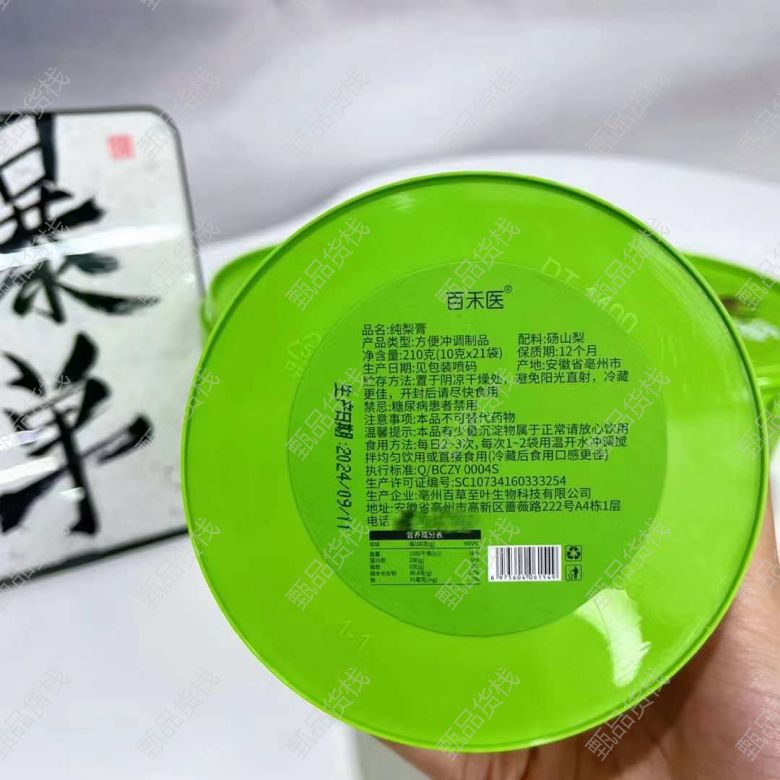 百禾医®
品名:纯梨膏
产品类型:方便冲调制品 配料:砀山梨
净含量:210克(10克x21袋) 保质期:12个月
生产日期:见包装喷码 产地:安徽省亳州市
贮存方法:置于阴凉干燥处,避免阳光直射,冷藏
更佳,开封后请尽快食用
禁忌:糖尿病患者禁用
注意事项:本品不可替代药物
温馨提示:本品有少量沉淀物属于正常请放心饮用
食用方法:每日2~3次,每次1~2袋用温开水冲调搅
拌均匀饮用或直接食用(冷藏后食用口感更佳)
执行标准:Q/BCZY 0004S
生产许可证编号:SC10734160333254
生产企业:亳州百草至叶生物科技有限公司
地址:安徽省亳州市高新区蔷薇路222号A4栋1层
电话
营养成分表
生产日期:2024/09/11
暴
甄品货栈